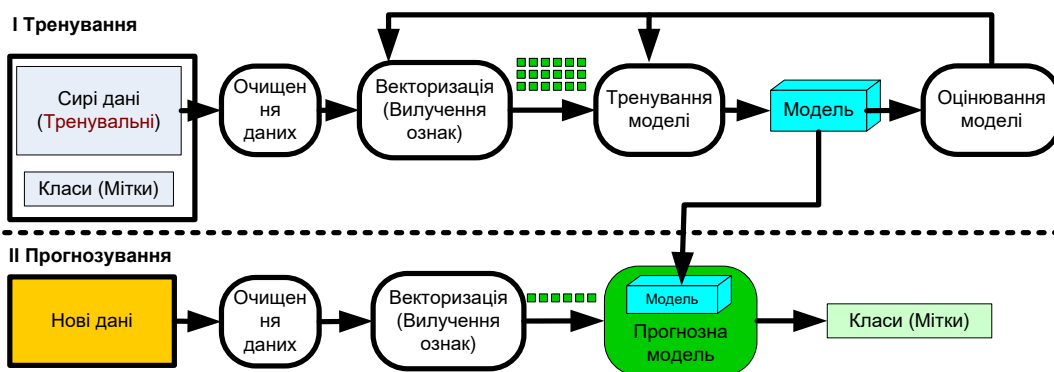 I Тренування
Сирі дані
(Тренувальні)
Класи (Мітки)
Очищен
ня
даних
Векторизація
(Вилучення
ознак)
Тренування
моделі
Модель
Оцінювання
моделі
II Прогнозування
Нові дані
Очищен
ня
даних
Векторизація
(Вилучення
ознак)
Модель
Прогнозна
модель
Класи (Мітки)